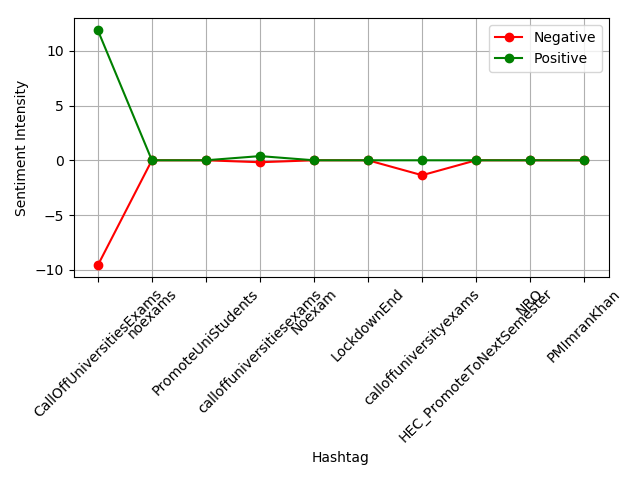 Negative
Positive
10
5
0
−5
−10
Sentiment Intensity
CallOffUniversitiesExams
noexams
PromoteUniStudents
calloffuniversitiesexams
Noexam
LockdownEnd
calloffuniversityexams
HEC_PromoteToNextSemester
NRO
PMImranKhan
Hashtag